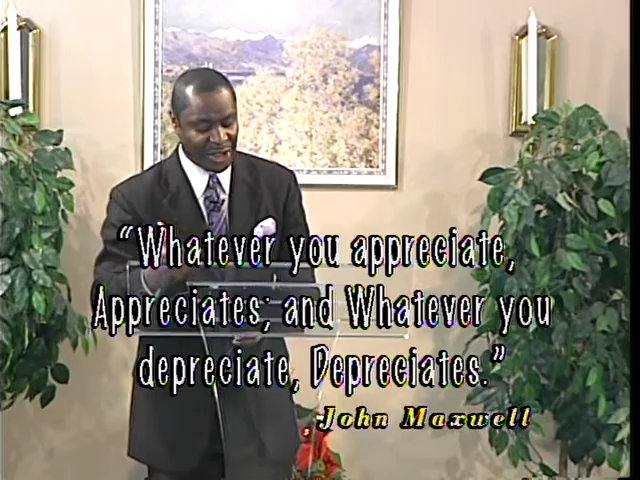 “Whatever you appreciate,
Appreciates; and Whatever you
depreciate, Depreciates.”
John Maxwell